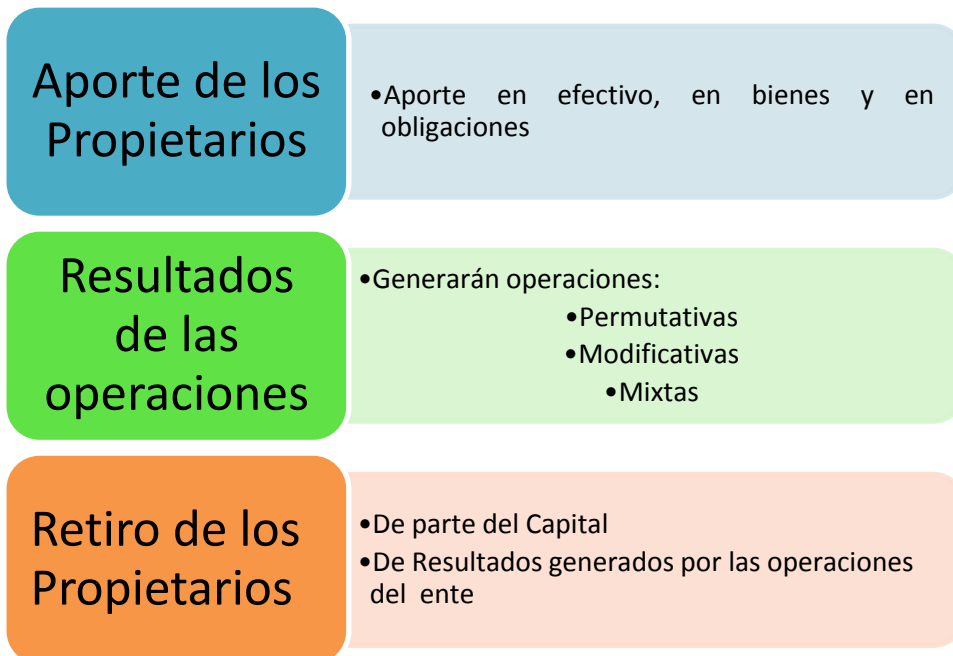 Aporte de los
Propietarios
•Aporte en efectivo, en bienes y en
obligaciones
Resultados
de las
operaciones
•Generarán operaciones:
•Permutativas
•Modificativas
•Mixtas
Retiro de los
Propietarios
•De parte del Capital
•De Resultados generados por las operaciones
del ente